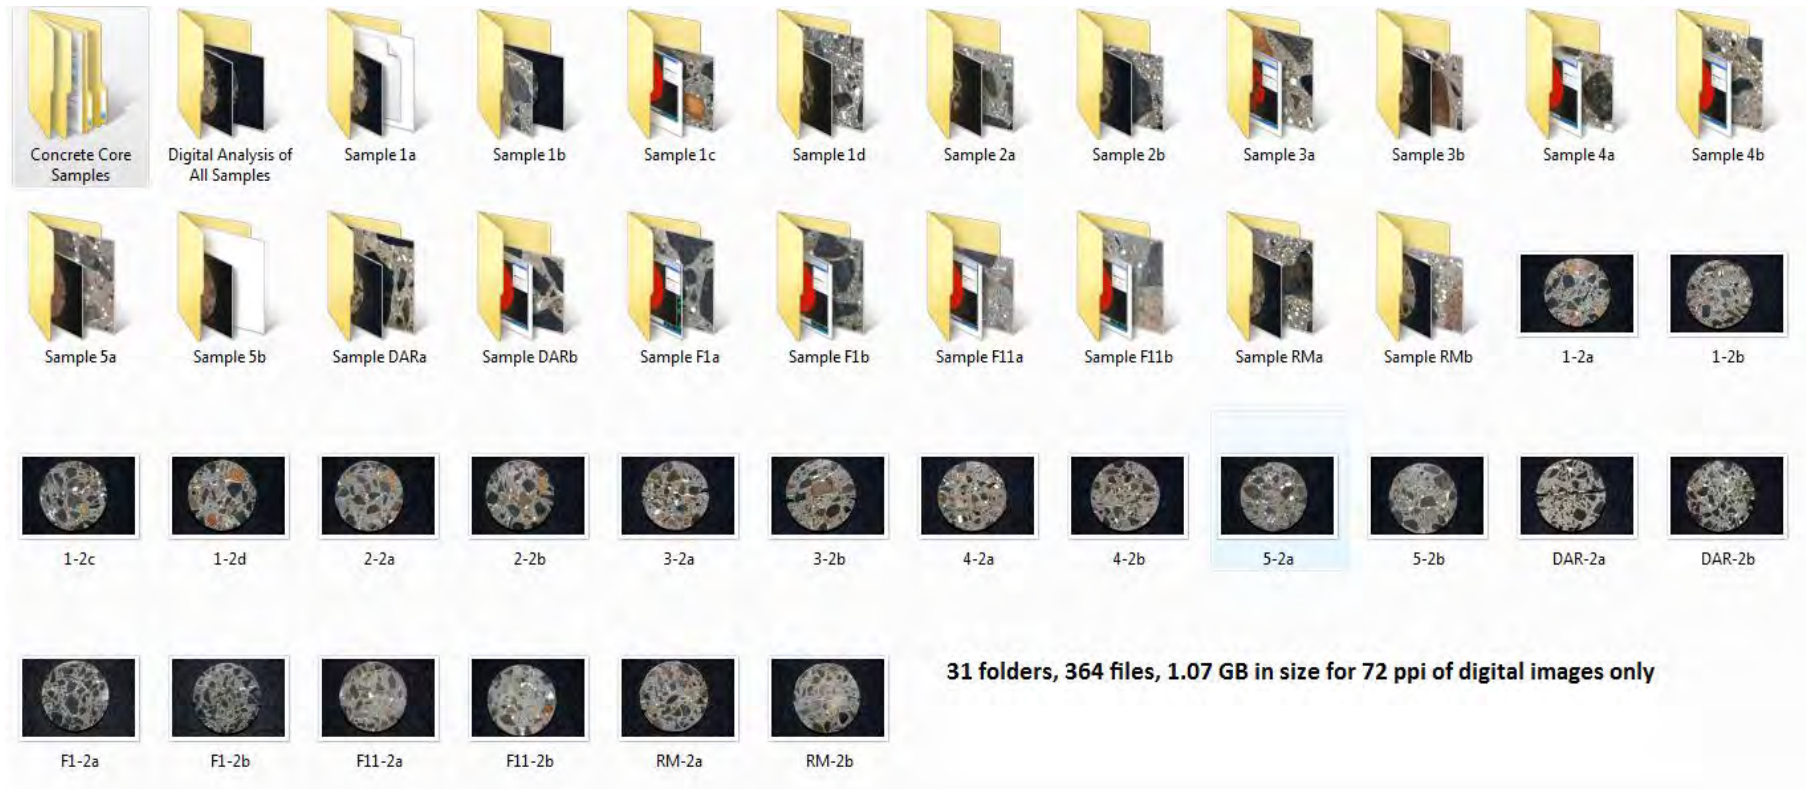 Concrete Core
Samples
Digital Analysis of
All Samples
Sample 1a
Sample 1b
Sample 1c
Sample 1d
Sample 2a
Sample 2b
Sample 3a
Sample 3b
Sample 4a
Sample 4b
Sample 5a
Sample 5b
Sample DARa
Sample DARb
Sample F1a
Sample F1b
Sample F11a
Sample F11b
Sample RMa
Sample RMb
1-2a
1-2b
1-2c
1-2d
2-2a
2-2b
3-2a
3-2b
4-2a
4-2b
5-2a
5-2b
DAR-2a
DAR-2b
F1-2a
F1-2b
F11-2a
F11-2b
RM-2a
RM-2b
31 folders, 364 files, 1.07 GB in size for 72 ppi of digital images only